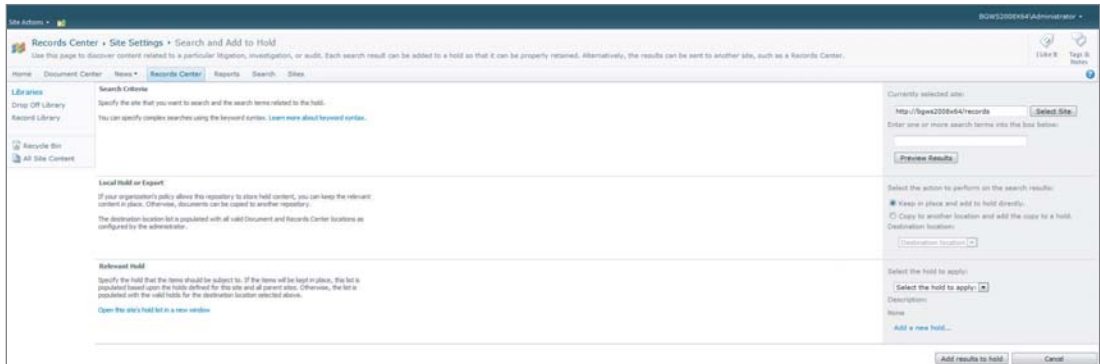 Site Actions
BGWS2008X64\Administrator
Records Center ▸ Site Settings ▸ Search and Add to Hold
Use this page to discover content related to a particular litigation, investigation, or audit. Each search result can be added to a hold so that it can be properly retained. Alternatively, the results can be sent to another site, such as a Records Center.
I Like It
Tags & Notes
Home Document Center News Records Center Reports Search Sites
Libraries
Drop Off Library
Record Library
Recycle Bin
All Site Content
Search Criteria
Specify the site that you want to search and the search terms related to the hold.
You can specify complex searches using the keyword syntax. Learn more about keyword syntax.
Currently selected site:
http://bgws2008x64/records
Select Site
Enter one or more search terms into the box below:
Preview Results
Local Hold or Export
If your organization's policy allows this repository to store held content, you can keep the relevant
content in place. Otherwise, documents can be copied to another repository.
The destination location list is populated with all valid Document and Records Center locations as
configured by the administrator.
Select the action to perform on the search results:
Keep in place and add to hold directly.
Copy to another location and add the copy to a hold.
Destination location:
Destination location
Relevant Hold
Specify the hold that the items should be subject to. If the items will be kept in place, this list is
populated based upon the holds defined for this site and all parent sites. Otherwise, the list is
populated with the valid holds for the destination location selected above.
Open this site's hold list in a new window
Select the hold to apply:
Select the hold to apply:
Description:
None
Add a new hold...
Add results to hold
Cancel